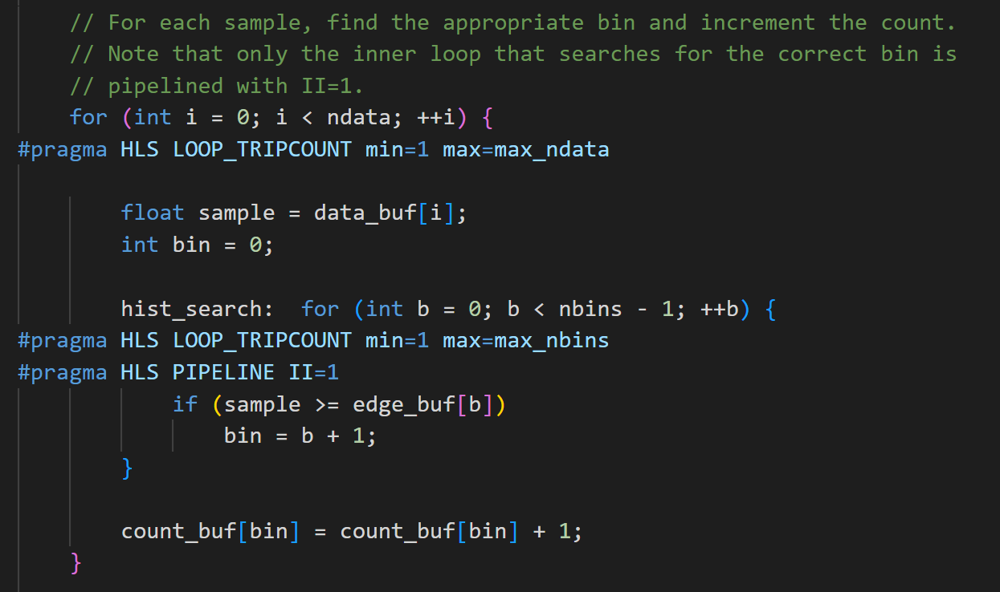 // For each sample, find the appropriate bin and increment the count.
// Note that only the inner loop that searches for the correct bin is
// pipelined with II=1.
for (int i = 0; i < ndata; ++i) {
#pragma HLS LOOP_TRIPCOUNT min=1 max=max_ndata
float sample = data_buf[i];
int bin = 0;
hist_search:  for (int b = 0; b < nbins - 1; ++b) {
#pragma HLS LOOP_TRIPCOUNT min=1 max=max_nbins
#pragma HLS PIPELINE II=1
if (sample >= edge_buf[b])
bin = b + 1;
}
count_buf[bin] = count_buf[bin] + 1;
}